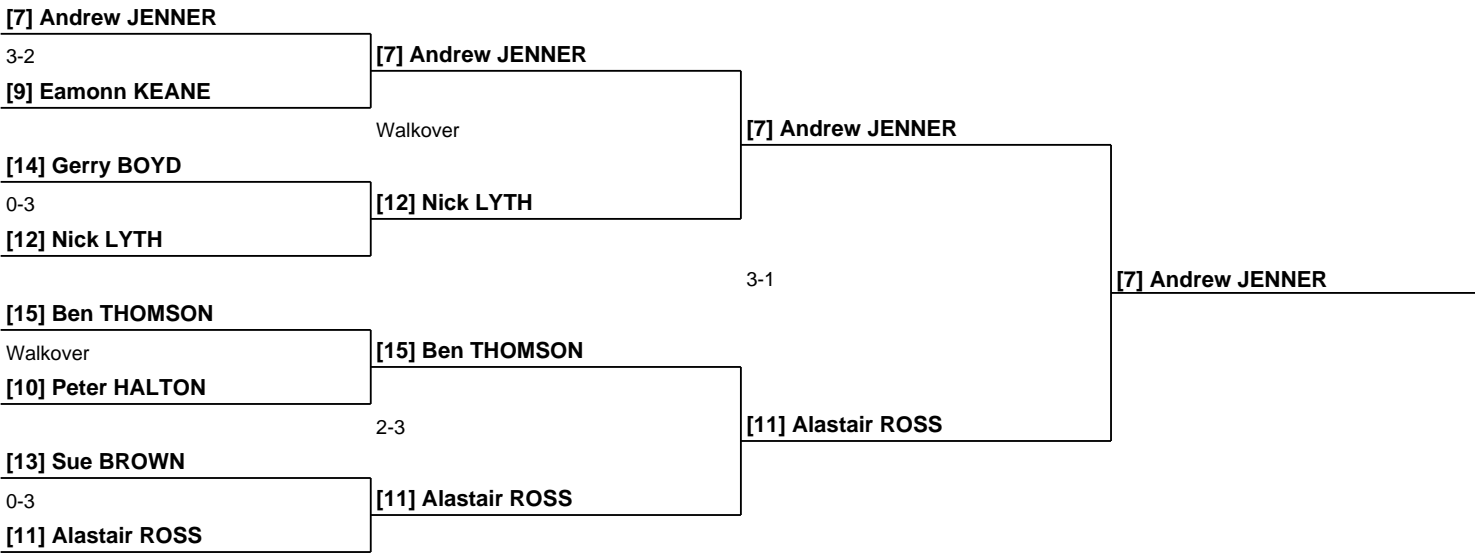 [7] Andrew JENNER
3-2
[9] Eamonn KEANE
[14] Gerry BOYD
0-3
[12] Nick LYTH
[15] Ben THOMSON
Walkover
[10] Peter HALTON
[13] Sue BROWN
0-3
[11] Alastair ROSS
[7] Andrew JENNER
Walkover
[12] Nick LYTH
[15] Ben THOMSON
2-3
[11] Alastair ROSS
[7] Andrew JENNER
3-1
[11] Alastair ROSS
[7] Andrew JENNER